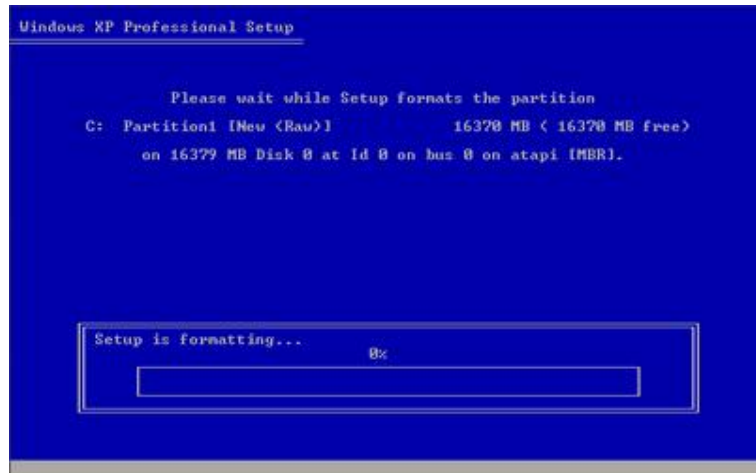 Windows XP Professional Setup
Please wait while Setup formats the partition
C: Partition1 [New (Raw)] 16370 MB ( 16370 MB free)
on 16379 MB Disk 0 at Id 0 on bus 0 on atapi [MBR].
Setup is formatting...
0%